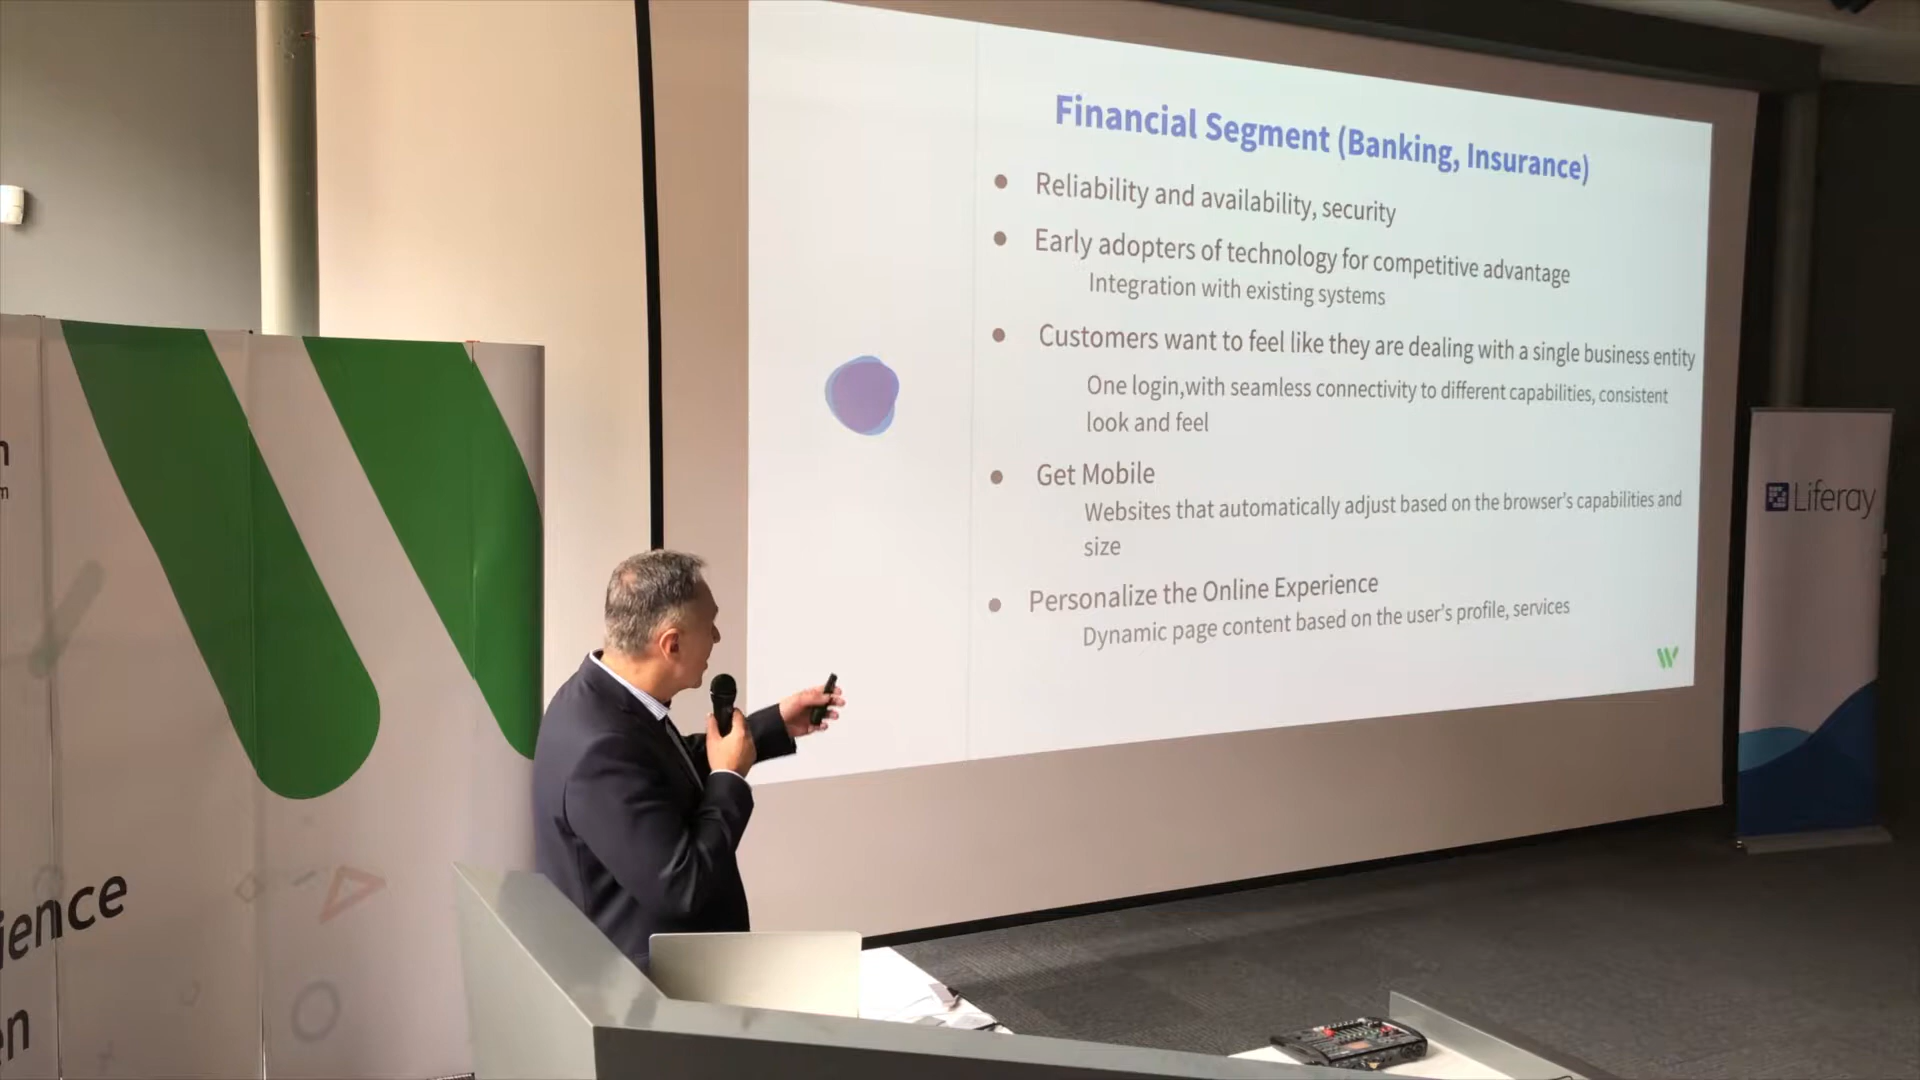 Financial Segment (Banking, Insurance)
Reliability and availability, security
Early adopters of technology for competitive advantage
Integration with existing systems
Customers want to feel like they are dealing with a single business entity
One login,with seamless connectivity to different capabilities, consistent
look and feel
Get Mobile
Websites that automatically adjust based on the browser's capabilities and
size
Personalize the Online Experience
Dynamic page content based on the user's profile, services
Liferay
ience